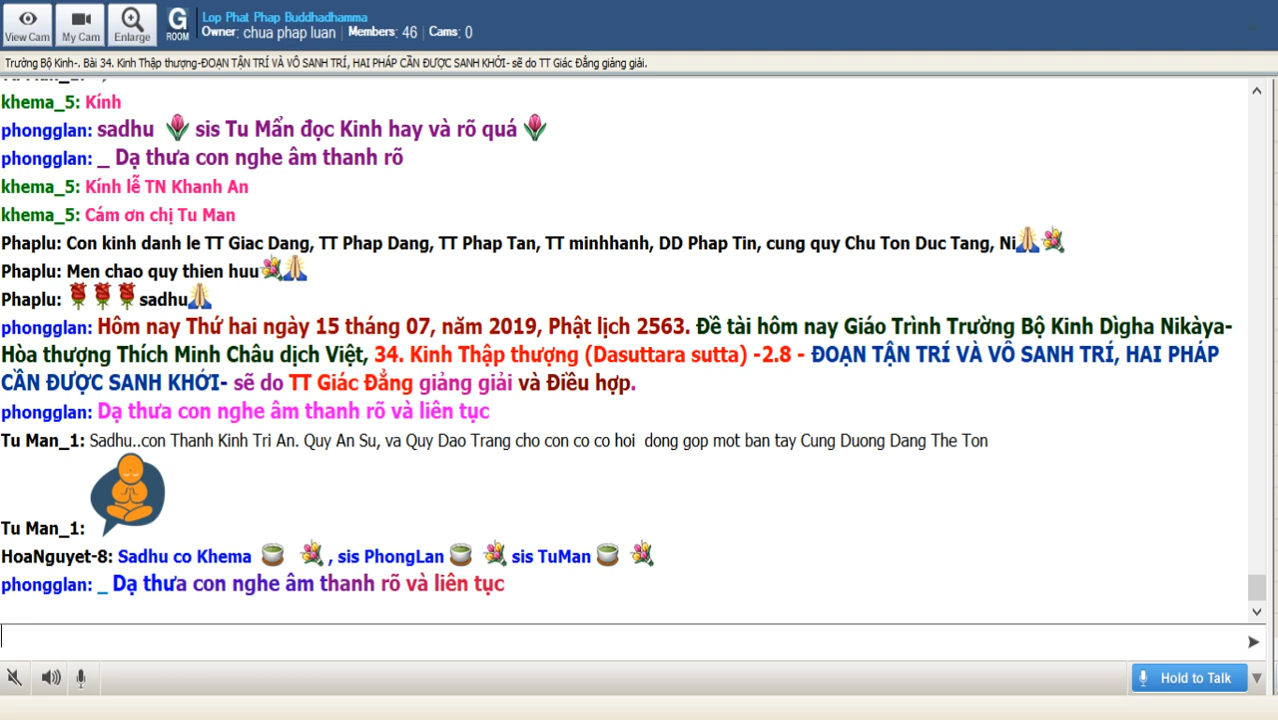 View Cam
My Cam
Enlarge
G
ROOM
Lop Phat Phap Buddhadhamma
Owner: chua phap luan | Members: 46 | Cams: 0
Trường Bộ Kinh-. Bài 34. Kinh Thập thượng-ĐOẠN TẬN TRÍ VÀ VÔ SANH TRÍ, HAI PHÁP CẦN ĐƯỢC SANH KHỞI- sẽ do TT Giác Đẳng giảng giải.
khema_5: Kính
phongglan: sadhu sis Tu Mẩn đọc Kinh hay và rõ quá
phongglan: _ Dạ thưa con nghe âm thanh rõ
khema_5: Kính lễ TN Khanh An
khema_5: Cám ơn chị Tu Man
Phaplu: Con kinh danh le TT Giac Dang, TT Phap Dang, TT Phap Tan, TT minhhanh, DD Phap Tin, cung quy Chu Ton Duc Tang, Ni
Phaplu: Men chao quy thien huu
Phaplu: sadhu
phongglan: Hôm nay Thứ hai ngày 15 tháng 07, năm 2019, Phật lịch 2563. Đề tài hôm nay Giáo Trình Trường Bộ Kinh Dìgha Nikàya-
Hòa thượng Thích Minh Châu dịch Việt, 34. Kinh Thập thượng (Dasuttara sutta) -2.8 - ĐOẠN TẬN TRÍ VÀ VÔ SANH TRÍ, HAI PHÁP
CẦN ĐƯỢC SANH KHỞI- sẽ do TT Giác Đẳng giảng giải và Điều hợp.
phongglan: Dạ thưa con nghe âm thanh rõ và liên tục
Tu Man_1: Sadhu..con Thanh Kinh Tri An. Quy An Su, va Quy Dao Trang cho con co co hoi dong gop mot ban tay Cung Duong Dang The Ton
Tu Man_1:
HoaNguyet-8: Sadhu co Khema , sis PhongLan sis TuMan
phongglan: _ Dạ thưa con nghe âm thanh rõ và liên tục
Hold to Talk